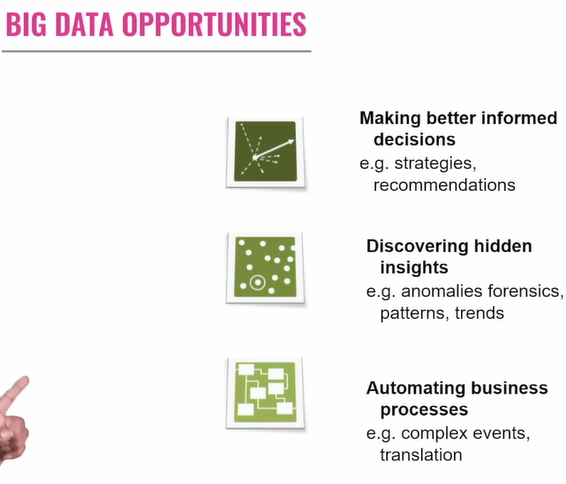 BIG DATA OPPORTUNITIES
Making better informed
decisions
e.g. strategies,
recommendations
Discovering hidden
insights
e.g. anomalies forensics,
patterns, trends
Automating business
processes
e.g. complex events,
translation